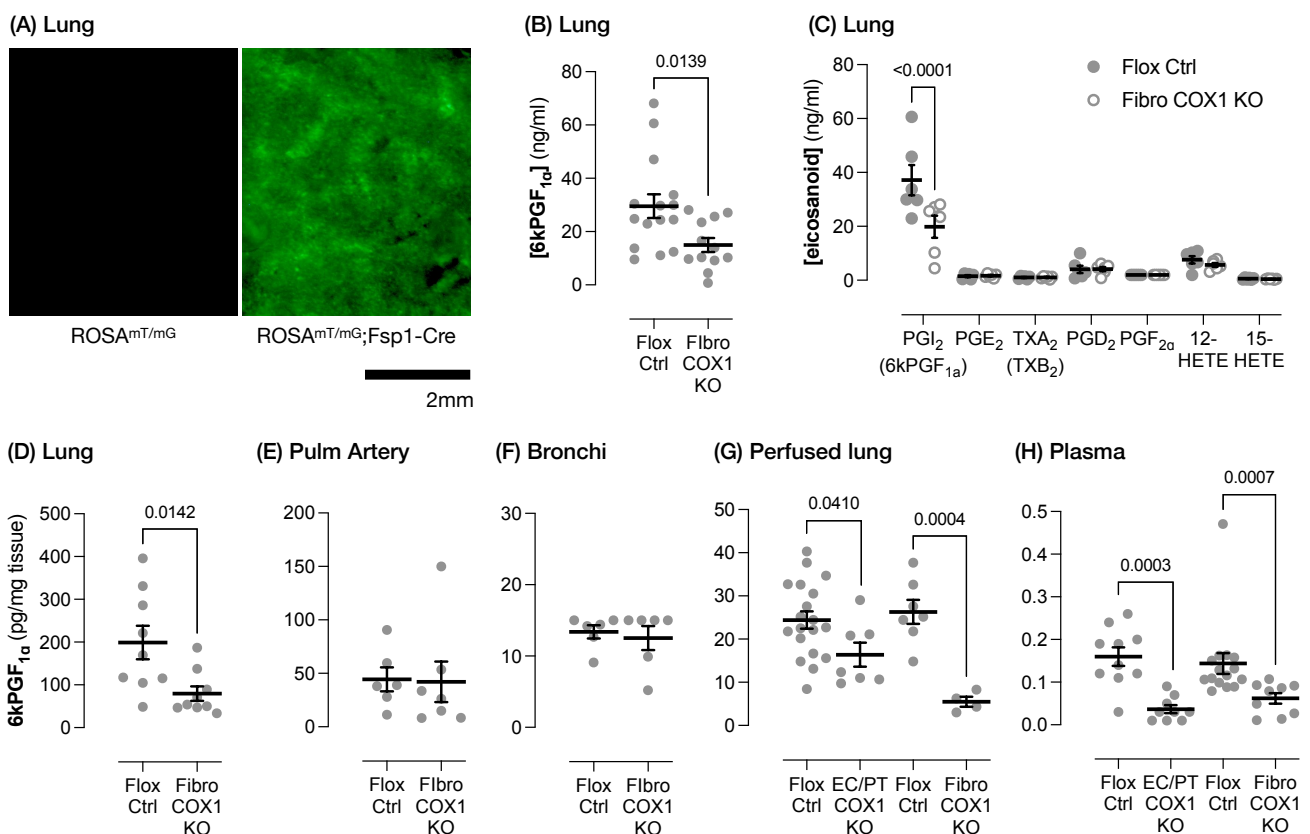 (A) Lung
ROSAmT/mG
ROSAmT/mG;Fsp1-Cre
2mm
(B) Lung
0.0139
[6kPGF1α] (ng/ml)
80
60
40
20
0
Flox Ctrl
FIbro COX1 KO
(C) Lung
<0.0001
Flox Ctrl
Fibro COX1 KO
[eicosanoid] (ng/ml)
80
60
40
20
0
PGI2 (6kPGF1a)
PGE2
TXA2 (TXB2)
PGD2
PGF2α
12-HETE
15-HETE
(D) Lung
0.0142
6kPGF1α (pg/mg tissue)
500
400
300
200
100
0
Flox Ctrl
Fibro COX1 KO
(E) Pulm Artery
200
150
100
50
0
Flox Ctrl
FIbro COX1 KO
(F) Bronchi
30
20
10
0
Flox Ctrl
FIbro COX1 KO
(G) Perfused lung
0.0410
0.0004
50
40
30
20
10
0
Flox Ctrl
EC/PT COX1 KO
Flox Ctrl
Fibro COX1 KO
(H) Plasma
0.0007
0.0003
0.5
0.4
0.3
0.2
0.1
0.0
Flox Ctrl
EC/PT COX1 KO
Flox Ctrl
Fibro COX1 KO